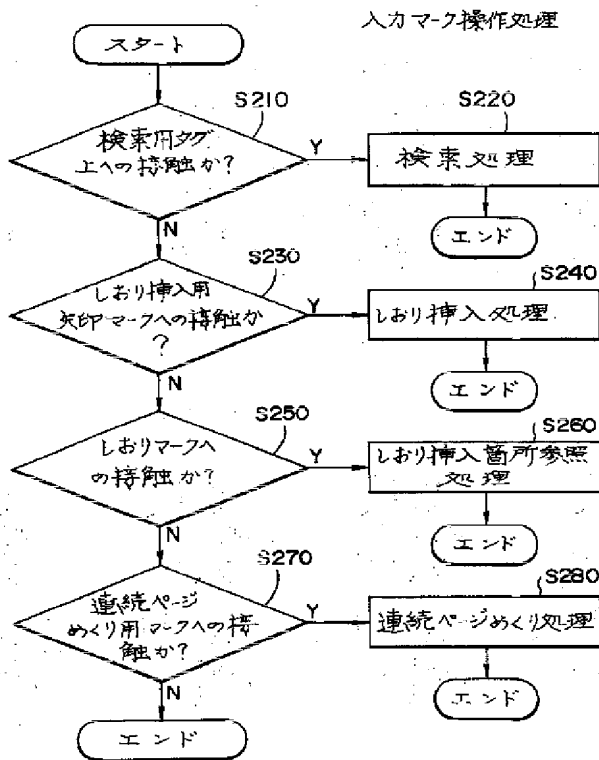 入力マーク操作処理
スタート
S210
検索用タグ
上への接触か?
Y
S220
検索処理
エンド
N
S230
しおり挿入用
矢印マークへの接触か
?
Y
S240
しおり挿入処理
エンド
N
S250
しおりマークへ
の接触か?
Y
S260
しおり挿入箇所参照
処理
エンド
N
S270
連続ページ
めくり用マークへの接
触か?
Y
S280
連続ページめくり処理
エンド
N
エンド